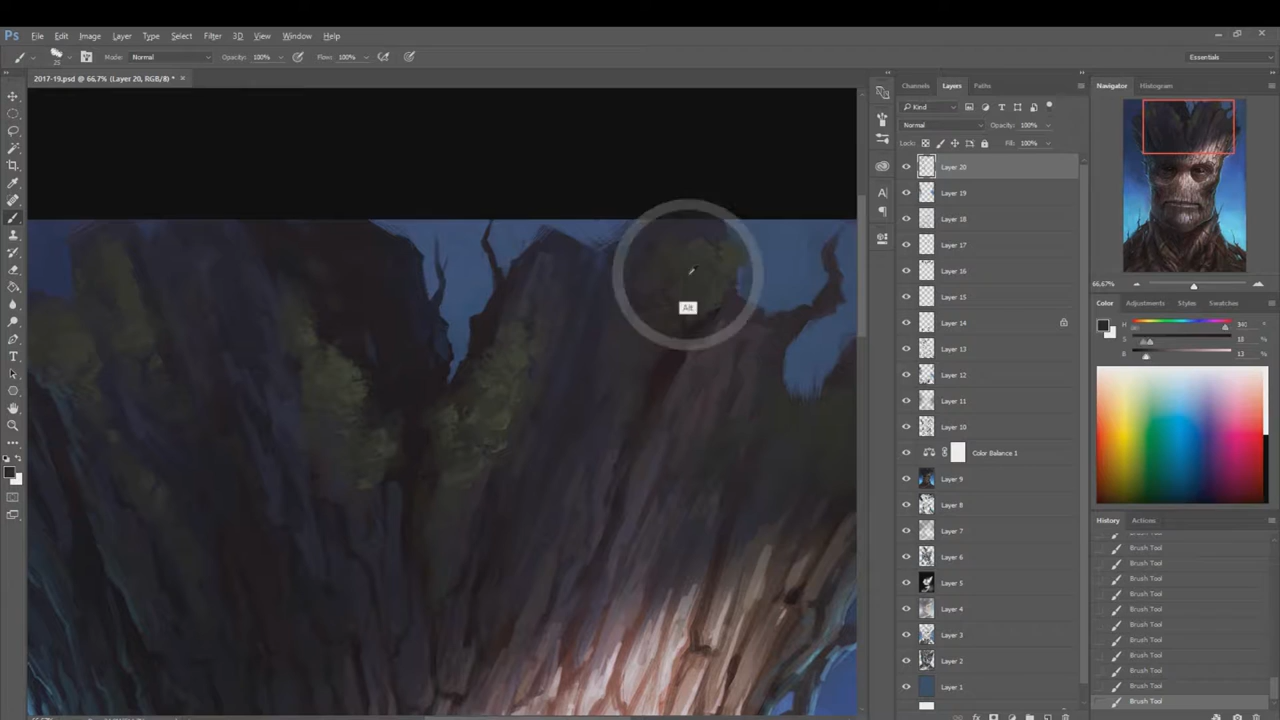 Ps File Edit Image Layer Type Select Filter 3D View Window Help
25 Mode: Normal Opacity: 100% Flow: 100% Essentials
2017-19.psd @ 66,7% (Layer 20, RGB/8) * ×
Channels Layers Paths
Kind
Normal Opacity: 100%
Lock: Fill: 100%
Layer 20
Layer 19
Layer 18
Layer 17
Layer 16
Layer 15
Layer 14
Layer 13
Layer 12
Layer 11
Layer 10
Color Balance 1
Layer 9
Layer 8
Layer 7
Layer 6
Layer 5
Layer 4
Layer 3
Layer 2
Layer 1
Navigator Histogram
66,67%
Color Adjustments Styles Swatches
H 340 °
S 18 %
B 13 %
History Actions
Brush Tool
Brush Tool
Brush Tool
Brush Tool
Brush Tool
Brush Tool
Brush Tool
Brush Tool
Brush Tool
Brush Tool
Brush Tool
Alt